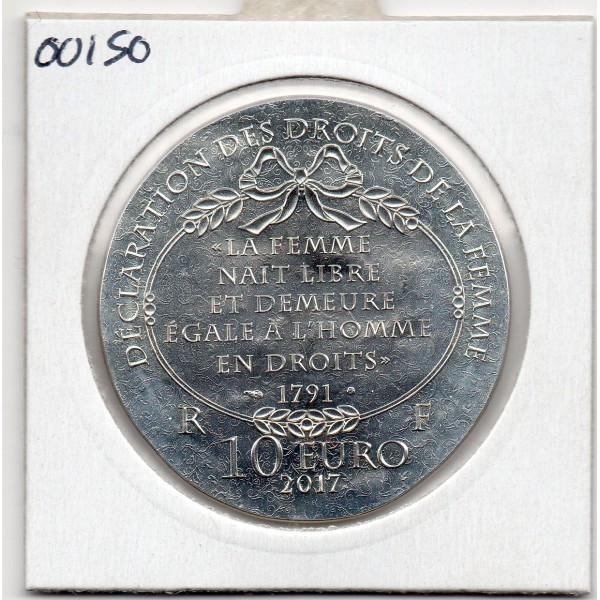 00150
DÉCLARATION DES DROITS DE LA FEMME
«LA FEMME
NAIT LIBRE
ET DEMEURE
ÉGALE À L'HOMME
EN DROITS»
1791
R F
10 EURO
2017